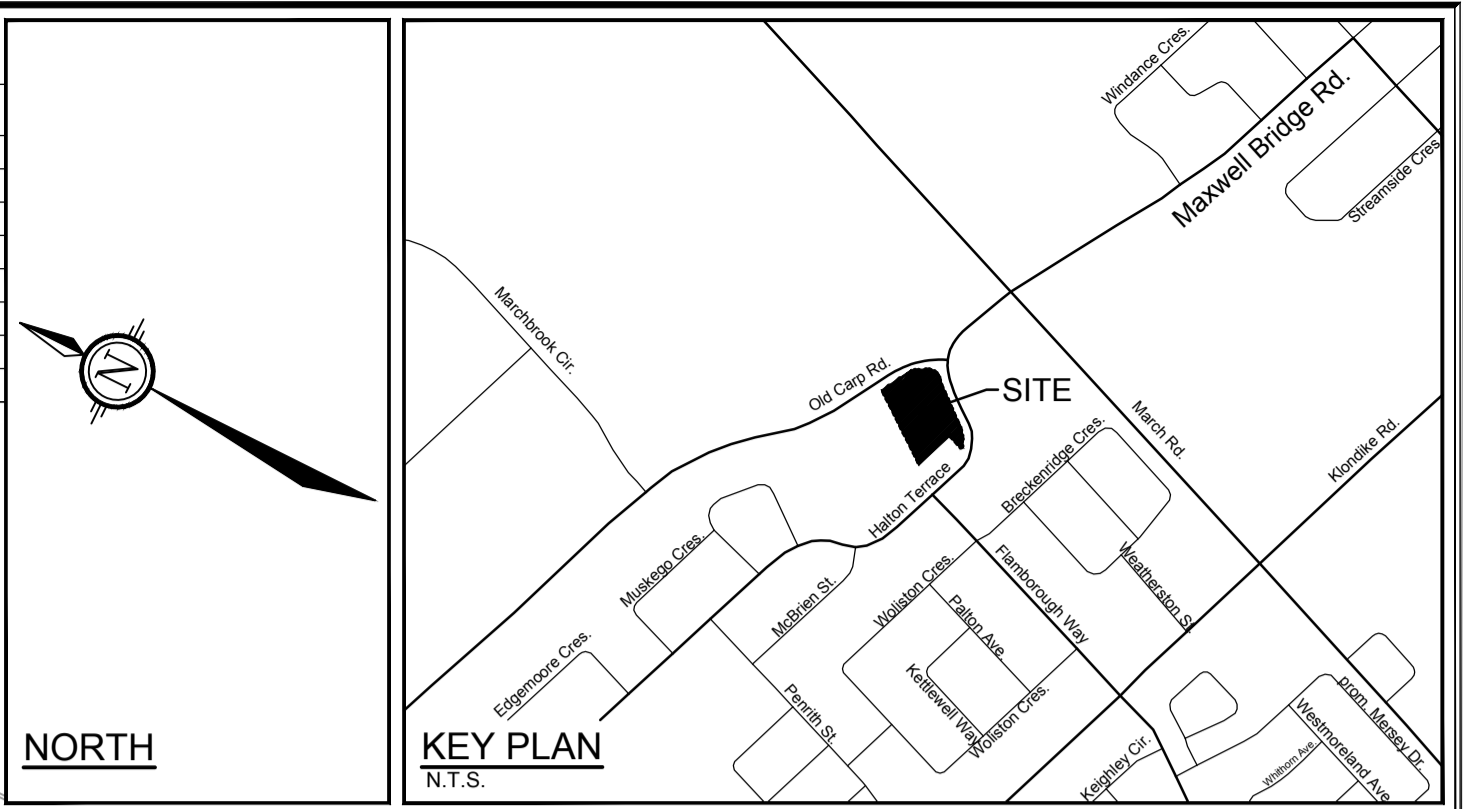 N
NORTH
KEY PLAN
N.T.S.
Windance Cres.
Maxwell Bridge Rd.
Streamside Cres.
Marchbrook Cir.
Old Carp Rd.
SITE
March Rd.
Klondike Rd.
Breckenridge Cres.
Halton Terrace
Muskego Cres.
McBrien St.
Woliston Cres.
Flamborough Way
Weatherston St.
Palton Ave.
Edgemoore Cres.
Kettlewell Way
Woliston Cres.
Penrith St.
prom. Mersey Dr.
Westmoreland Ave.
Whithorn Ave.
Keighley Cir.